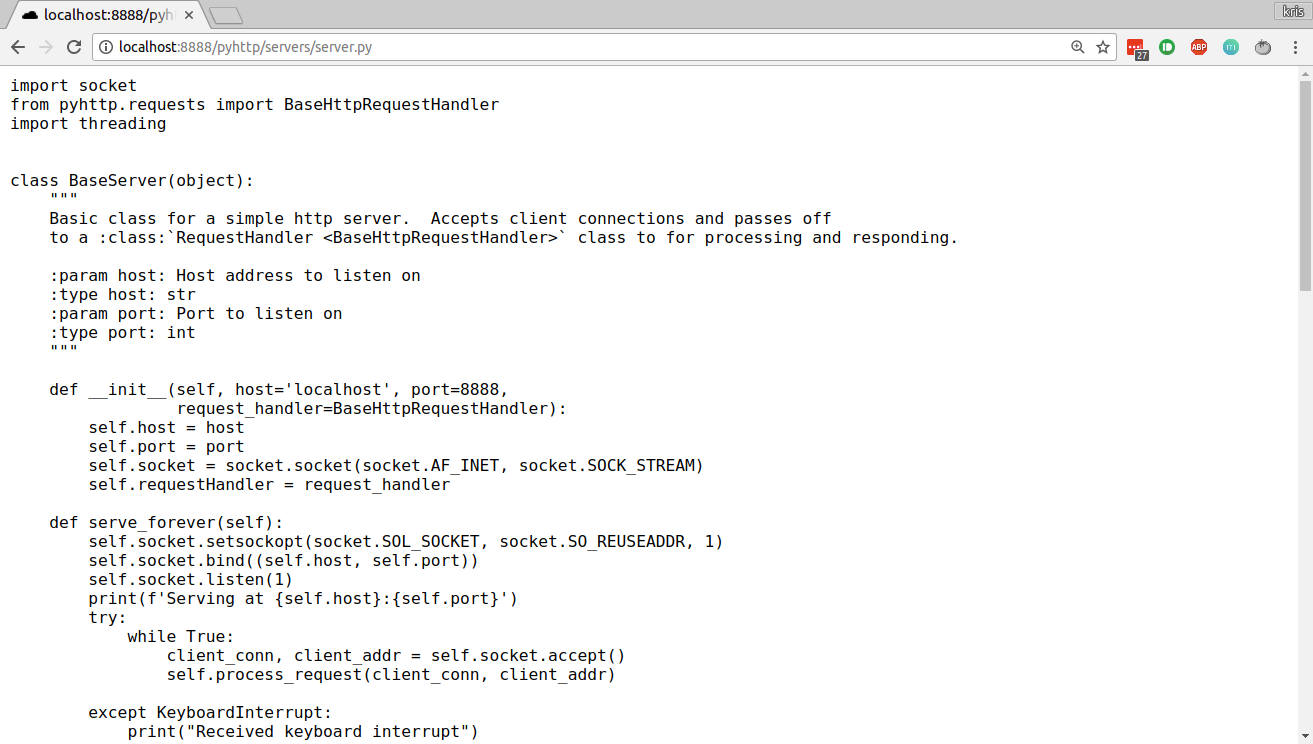 localhost:8888/pyh
kris
localhost:8888/pyhttp/servers/server.py
27
ABP
import socket
from pyhttp.requests import BaseHttpRequestHandler
import threading
class BaseServer(object):
    """
    Basic class for a simple http server.  Accepts client connections and passes off
    to a :class:`RequestHandler <BaseHttpRequestHandler>` class to for processing and responding.
    :param host: Host address to listen on
    :type host: str
    :param port: Port to listen on
    :type port: int
    """
    def __init__(self, host='localhost', port=8888,
                 request_handler=BaseHttpRequestHandler):
        self.host = host
        self.port = port
        self.socket = socket.socket(socket.AF_INET, socket.SOCK_STREAM)
        self.requestHandler = request_handler
    def serve_forever(self):
        self.socket.setsockopt(socket.SOL_SOCKET, socket.SO_REUSEADDR, 1)
        self.socket.bind((self.host, self.port))
        self.socket.listen(1)
        print(f'Serving at {self.host}:{self.port}')
        try:
            while True:
                client_conn, client_addr = self.socket.accept()
                self.process_request(client_conn, client_addr)
        except KeyboardInterrupt:
            print("Received keyboard interrupt")